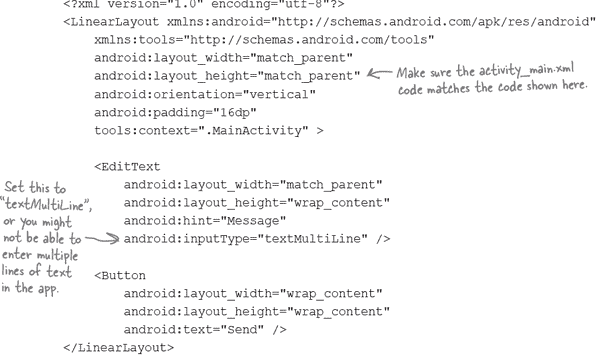 <?xml version="1.0" encoding="utf-8"?>
<LinearLayout xmlns:android="http://schemas.android.com/apk/res/android"
xmlns:tools="http://schemas.android.com/tools"
android:layout_width="match_parent"
android:layout_height="match_parent"
android:orientation="vertical"
android:padding="16dp"
tools:context=".MainActivity" >
Make sure the activity_main.xml
code matches the code shown here.
<EditText
android:layout_width="match_parent"
android:layout_height="wrap_content"
android:hint="Message"
android:inputType="textMultiLine" />
Set this to
"textMultiLine",
or you might
not be able to
enter multiple
lines of text
in the app.
<Button
android:layout_width="wrap_content"
android:layout_height="wrap_content"
android:text="Send" />
</LinearLayout>